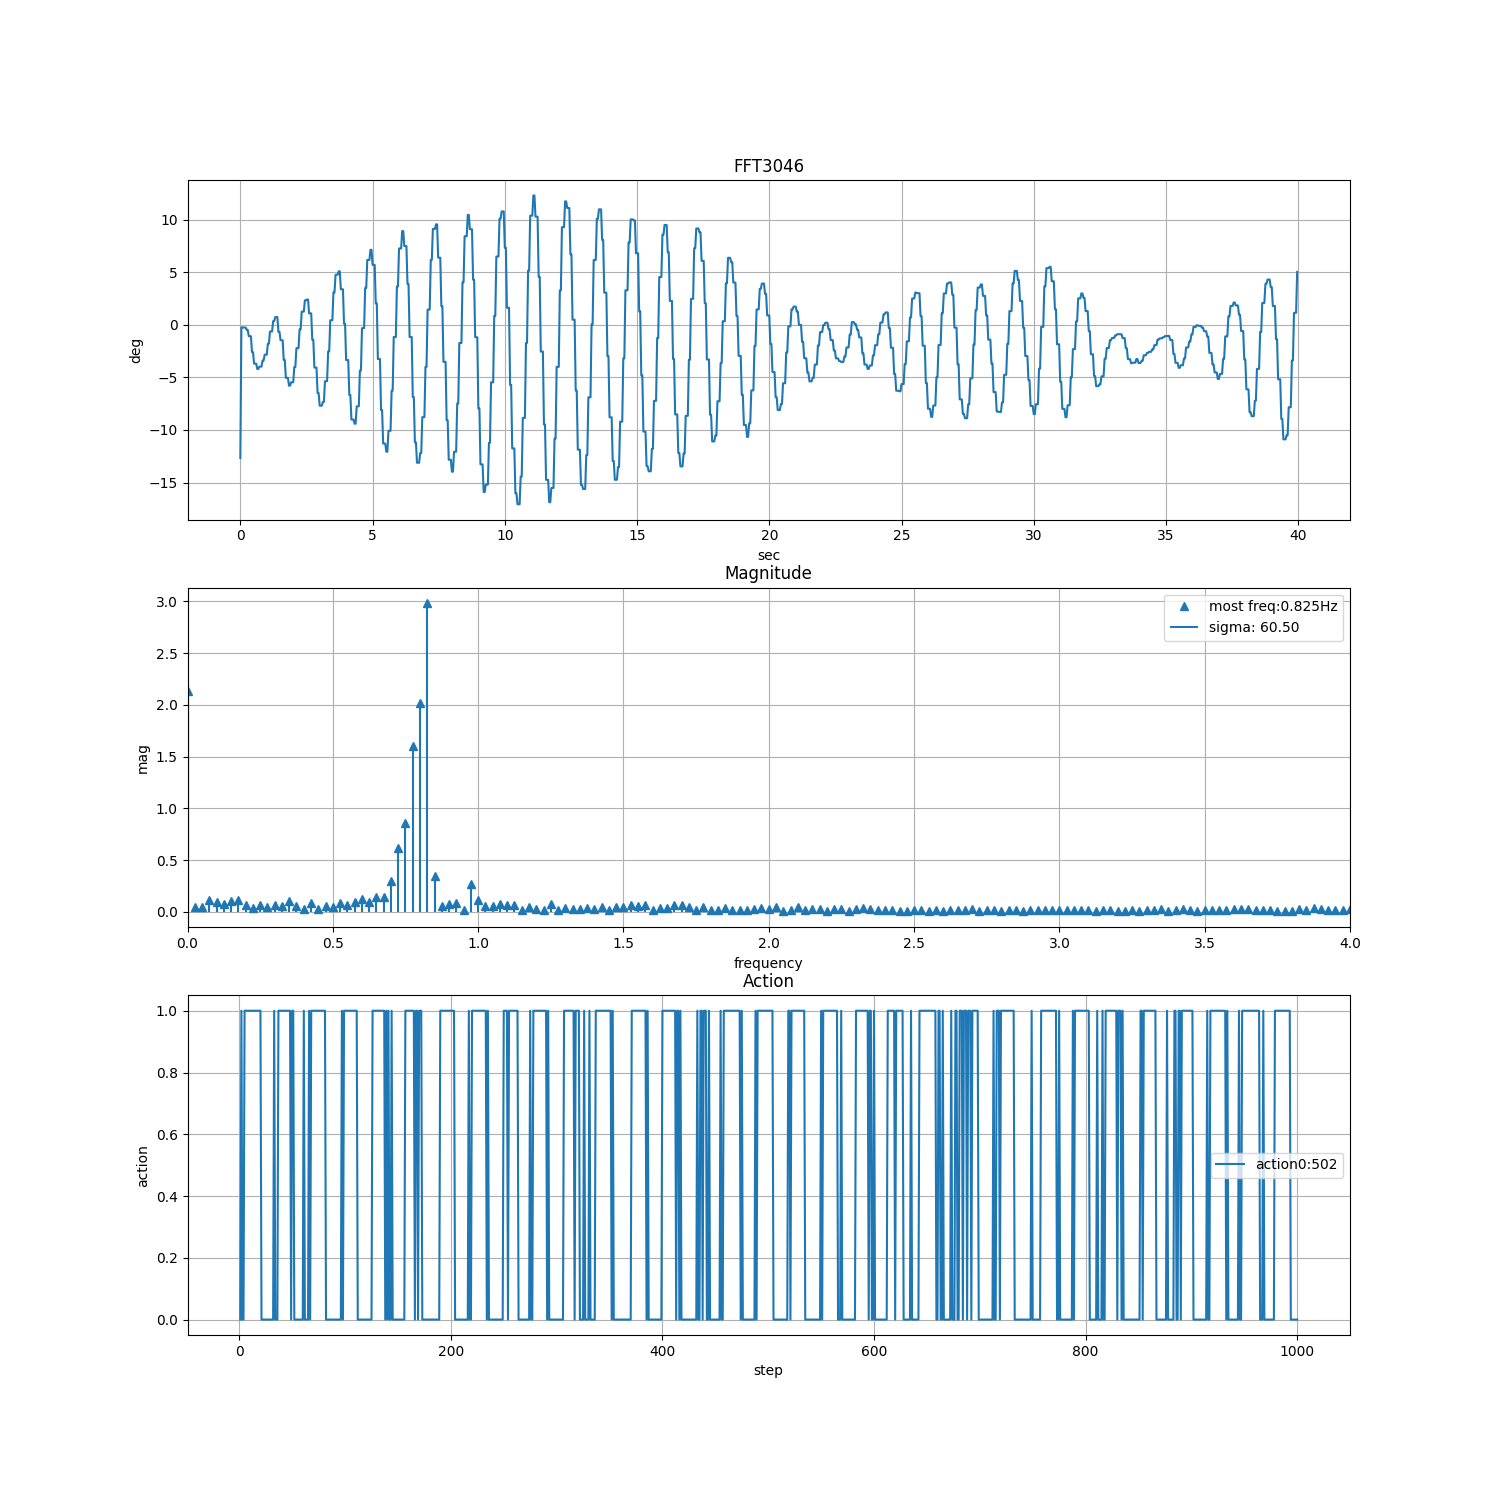 FFT3046
10
5
0
−5
−10
−15
deg
0 5 10 15 20 25 30 35 40
sec
Magnitude
3.0
2.5
2.0
1.5
1.0
0.5
0.0
mag
most freq:0.825Hz
sigma: 60.50
0.0 0.5 1.0 1.5 2.0 2.5 3.0 3.5 4.0
frequency
Action
1.0
0.8
0.6
0.4
0.2
0.0
action
action0:502
0 200 400 600 800 1000
step